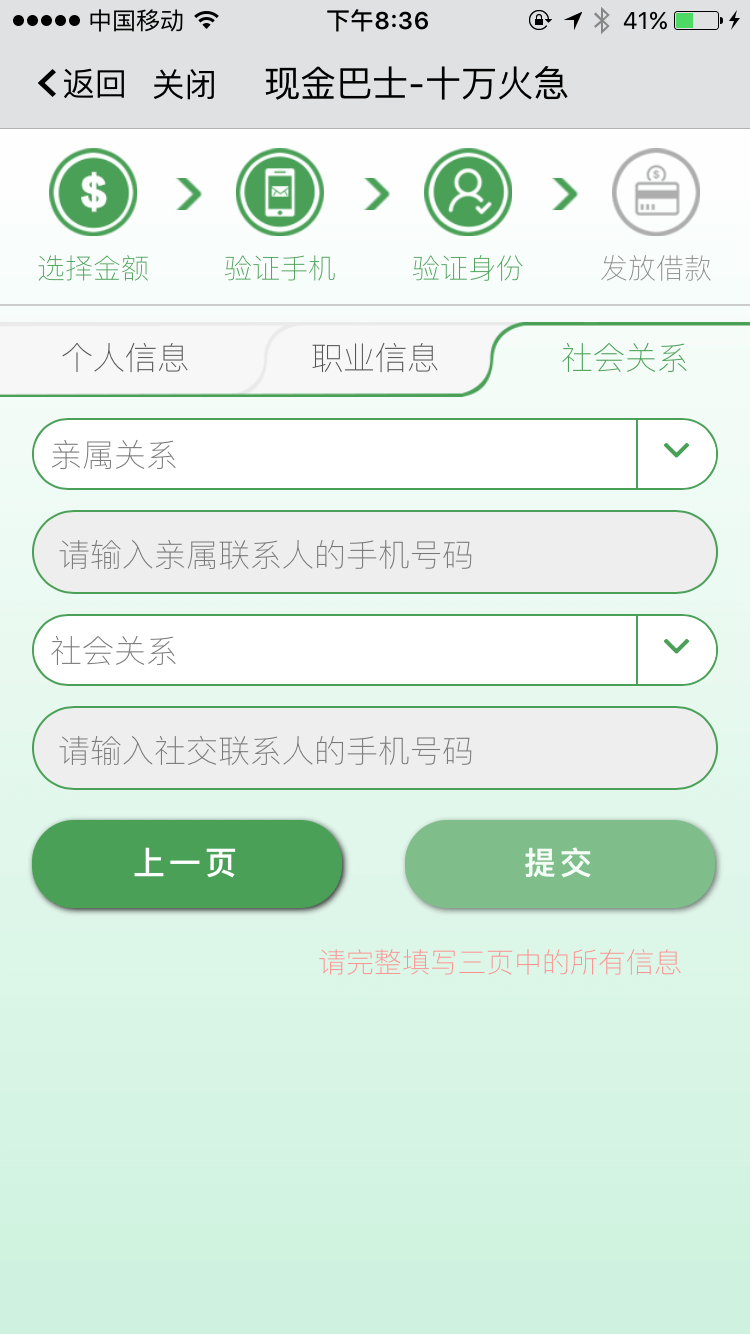 中国移动 下午8:36 41%
返回 关闭 现金巴士-十万火急
选择金额 验证手机 验证身份 发放借款
个人信息 职业信息 社会关系
亲属关系
请输入亲属联系人的手机号码
社会关系
请输入社交联系人的手机号码
上一页 提交
请完整填写三页中的所有信息